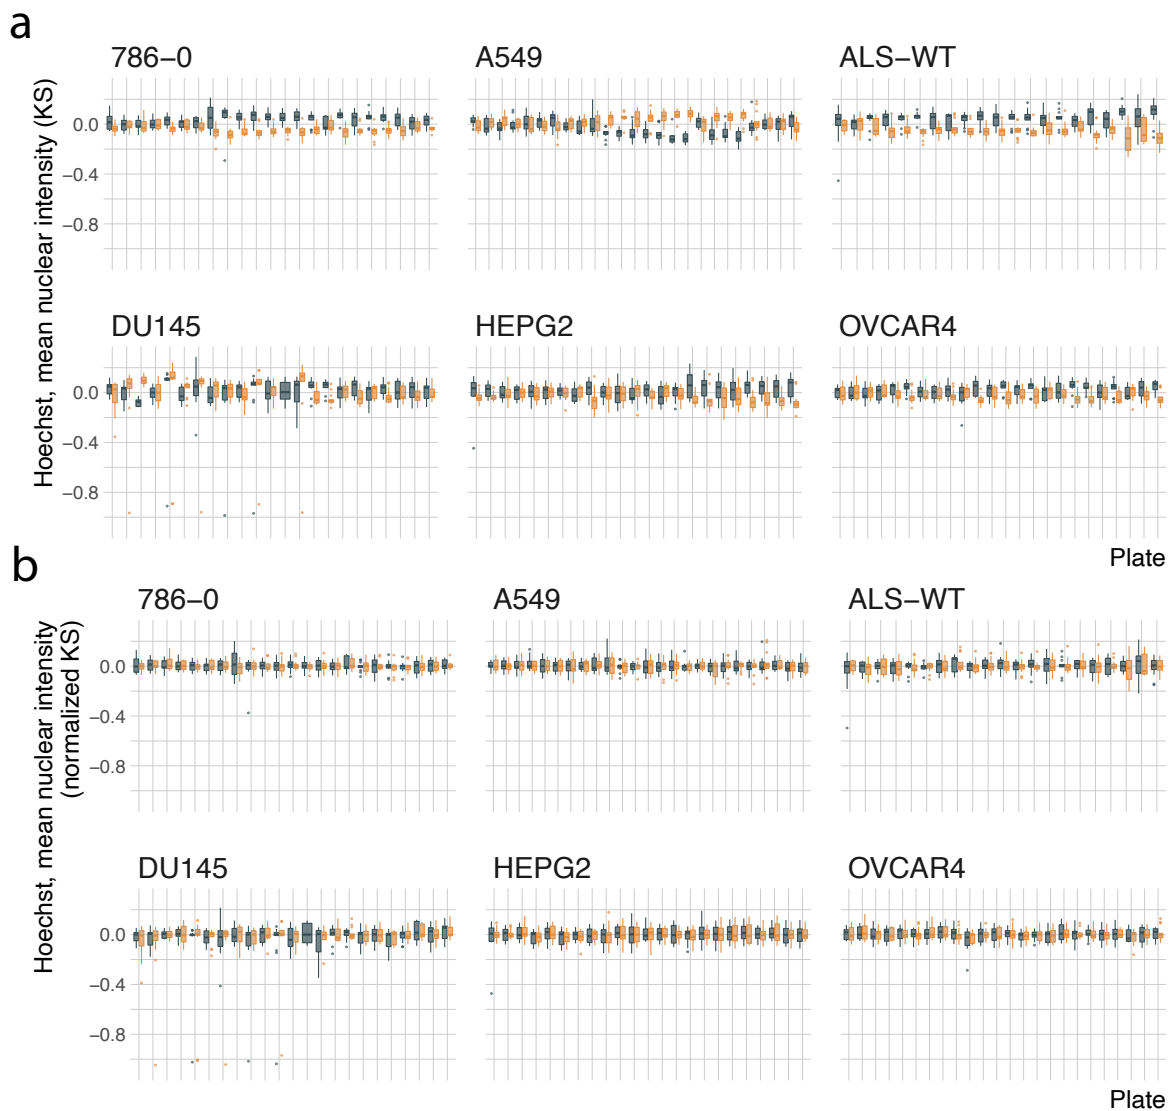 a
786−0
A549
ALS−WT
Hoechst, mean nuclear intensity (KS)
0.0
−0.4
−0.8
DU145
HEPG2
OVCAR4
0.0
−0.4
−0.8
Plate
b
786−0
A549
ALS−WT
Hoechst, mean nuclear intensity
(normalized KS)
0.0
−0.4
−0.8
DU145
HEPG2
OVCAR4
0.0
−0.4
−0.8
Plate